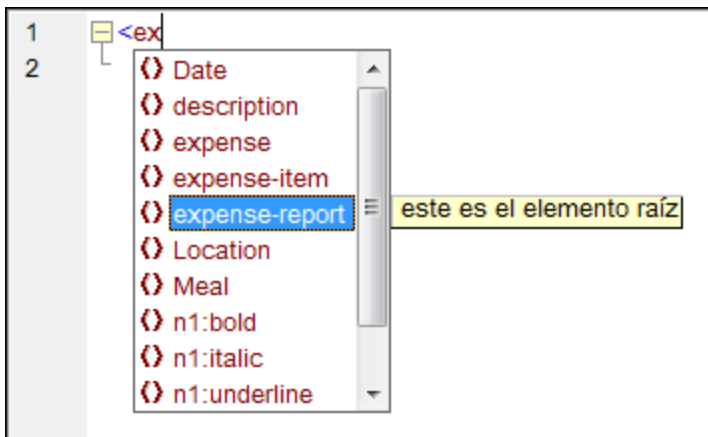 1 <ex
2
Date
description
expense
expense-item
expense-report este es el elemento raíz
Location
Meal
n1:bold
n1:italic
n1:underline